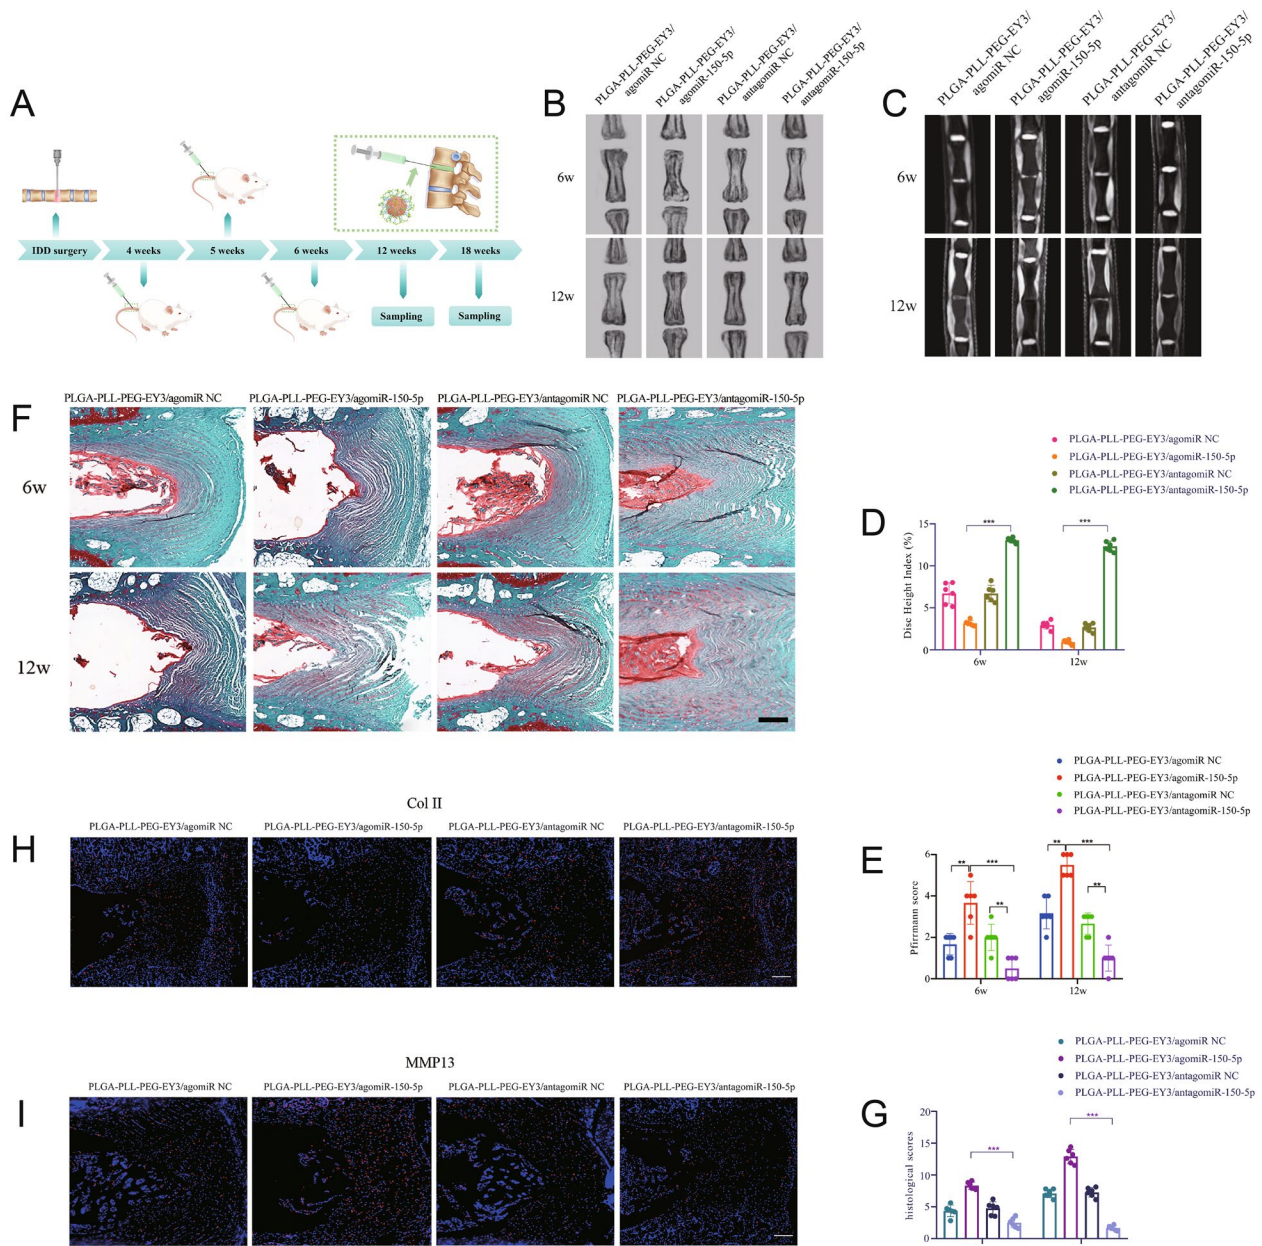 A
IDD surgery
4 weeks
5 weeks
6 weeks
12 weeks
18 weeks
Sampling
Sampling
B
PLGA-PLL-PEG-EY3/
agomiR NC
PLGA-PLL-PEG-EY3/
agomiR-150-5p
PLGA-PLL-PEG-EY3/
antagomiR NC
PLGA-PLL-PEG-EY3/
antagomiR-150-5p
6w
12w
C
PLGA-PLL-PEG-EY3/
agomiR NC
PLGA-PLL-PEG-EY3/
agomiR-150-5p
PLGA-PLL-PEG-EY3/
antagomiR NC
PLGA-PLL-PEG-EY3/
antagomiR-150-5p
6w
12w
F
PLGA-PLL-PEG-EY3/agomiR NC
PLGA-PLL-PEG-EY3/agomiR-150-5p
PLGA-PLL-PEG-EY3/antagomiR NC
PLGA-PLL-PEG-EY3/antagomiR-150-5p
6w
12w
D
PLGA-PLL-PEG-EY3/agomiR NC
PLGA-PLL-PEG-EY3/agomiR-150-5p
PLGA-PLL-PEG-EY3/antagomiR NC
PLGA-PLL-PEG-EY3/antagomiR-150-5p
Disc Height Index (%)
15
10
5
0
***
***
6w
12w
E
PLGA-PLL-PEG-EY3/agomiR NC
PLGA-PLL-PEG-EY3/agomiR-150-5p
PLGA-PLL-PEG-EY3/antagomiR NC
PLGA-PLL-PEG-EY3/antagomiR-150-5p
Pfirrmann score
6
4
2
0
**
***
**
**
***
**
6w
12w
H
Col II
PLGA-PLL-PEG-EY3/agomiR NC
PLGA-PLL-PEG-EY3/agomiR-150-5p
PLGA-PLL-PEG-EY3/antagomiR NC
PLGA-PLL-PEG-EY3/antagomiR-150-5p
I
MMP13
PLGA-PLL-PEG-EY3/agomiR NC
PLGA-PLL-PEG-EY3/agomiR-150-5p
PLGA-PLL-PEG-EY3/antagomiR NC
PLGA-PLL-PEG-EY3/antagomiR-150-5p
G
PLGA-PLL-PEG-EY3/agomiR NC
PLGA-PLL-PEG-EY3/agomiR-150-5p
PLGA-PLL-PEG-EY3/antagomiR NC
PLGA-PLL-PEG-EY3/antagomiR-150-5p
histological scores
20
15
10
5
0
***
***